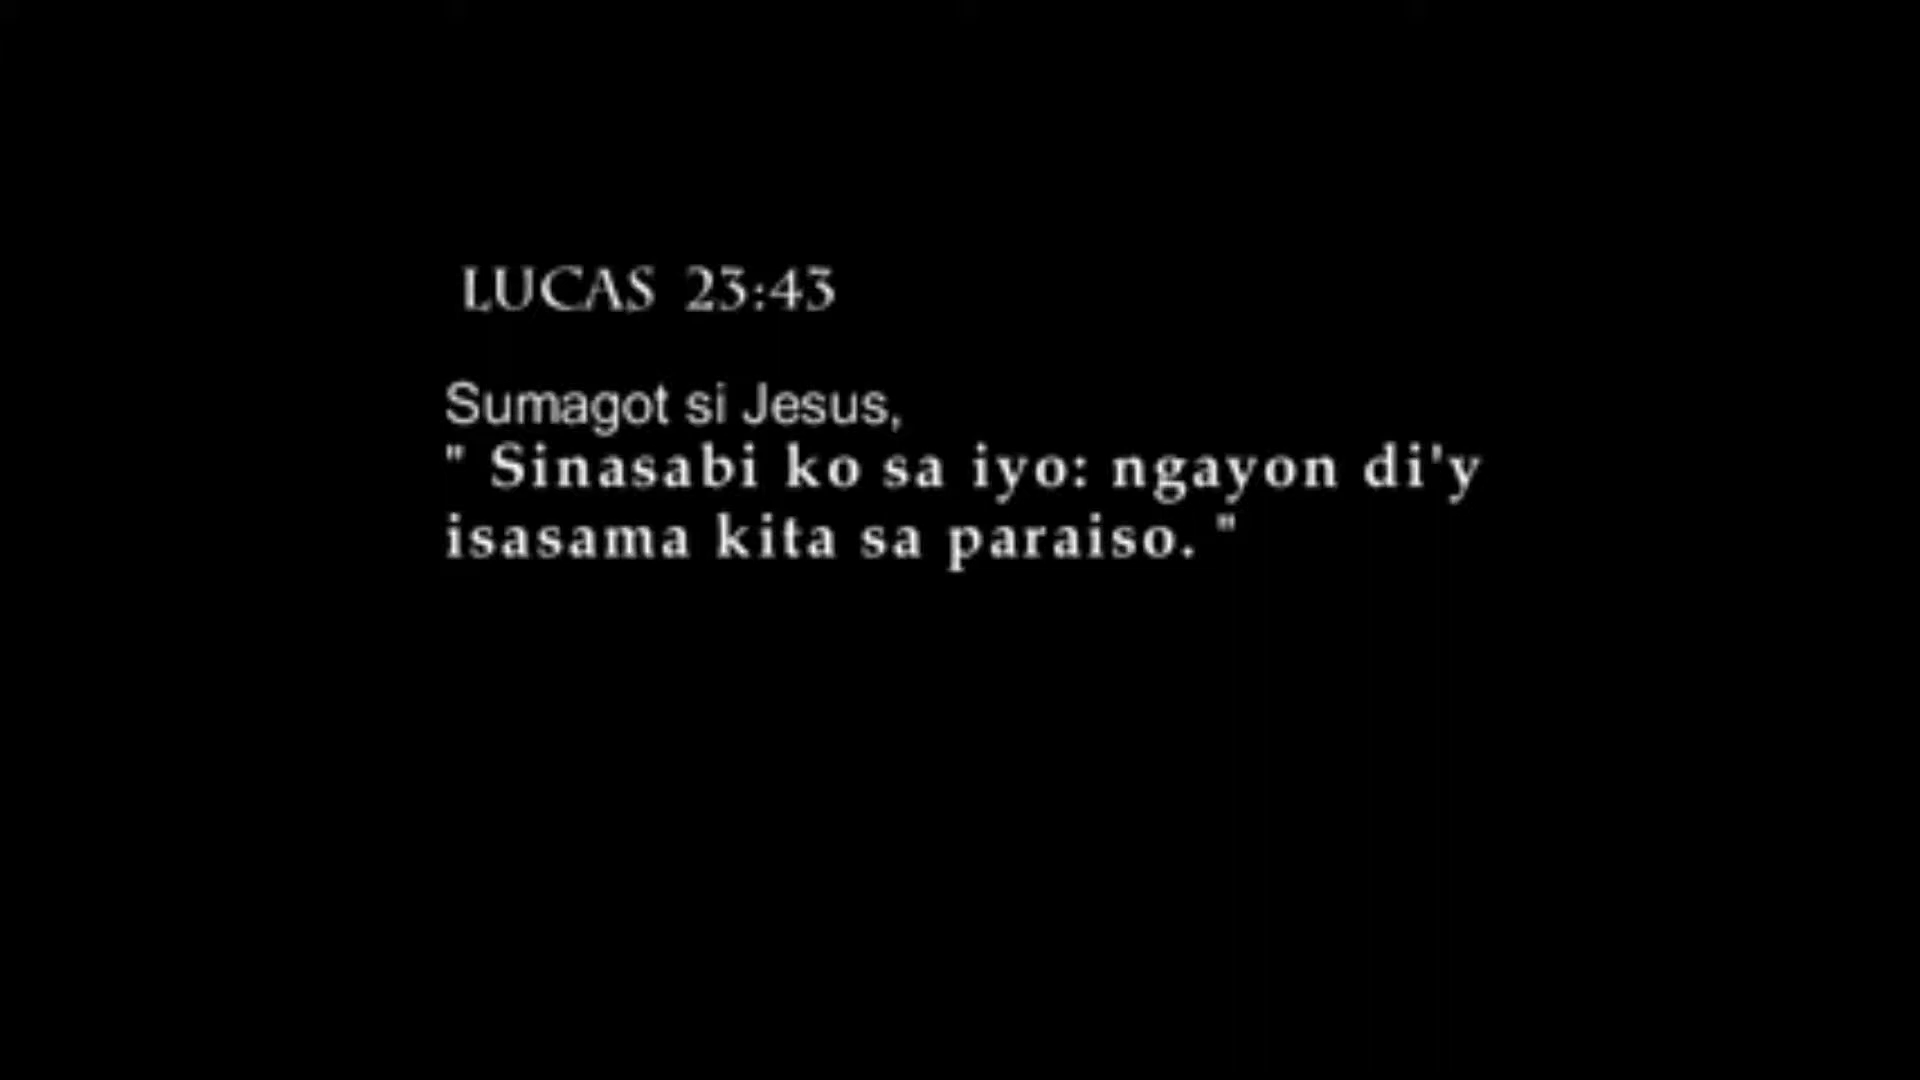 LUCAS 23:43
Sumagot si Jesus,
" Sinasabi ko sa iyo: ngayon di'y
isasama kita sa paraiso. "